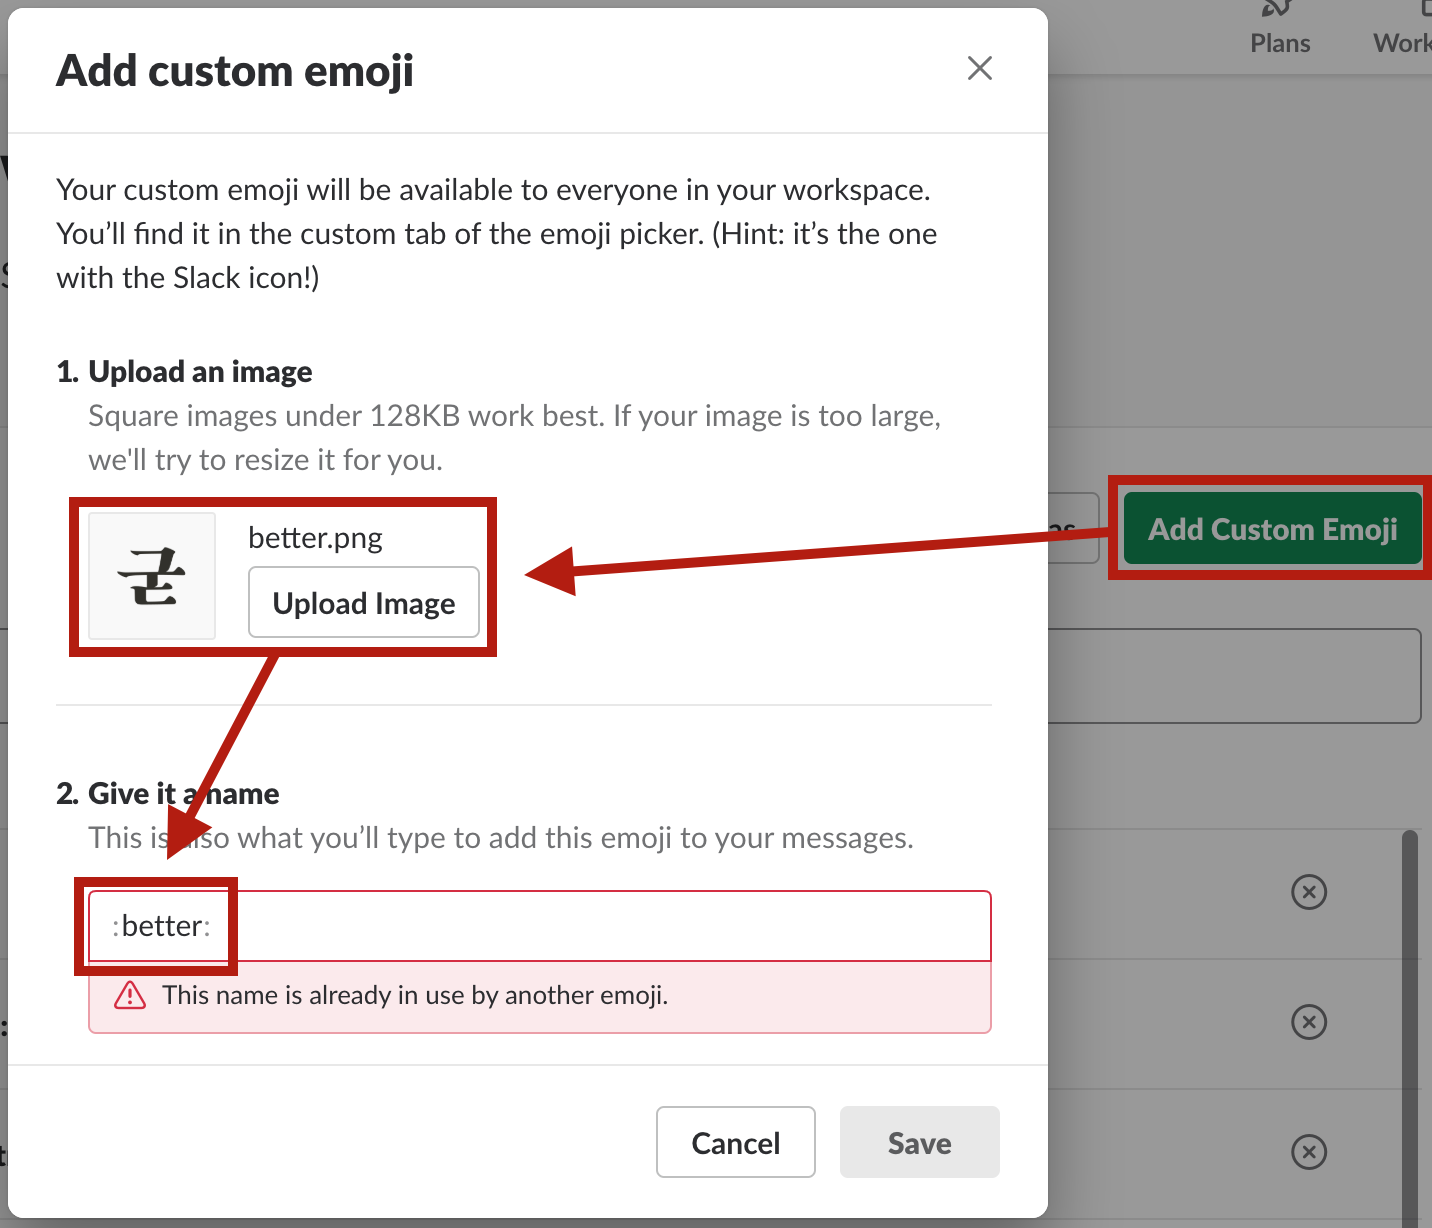 Plans
Work
Add custom emoji
Your custom emoji will be available to everyone in your workspace.
You'll find it in the custom tab of the emoji picker. (Hint: it's the one
with the Slack icon!)
1. Upload an image
Square images under 128KB work best. If your image is too large,
we'll try to resize it for you.
굳
better.png
Upload Image
Add Custom Emoji
2. Give it a name
This is also what you'll type to add this emoji to your messages.
:better:
This name is already in use by another emoji.
Cancel
Save